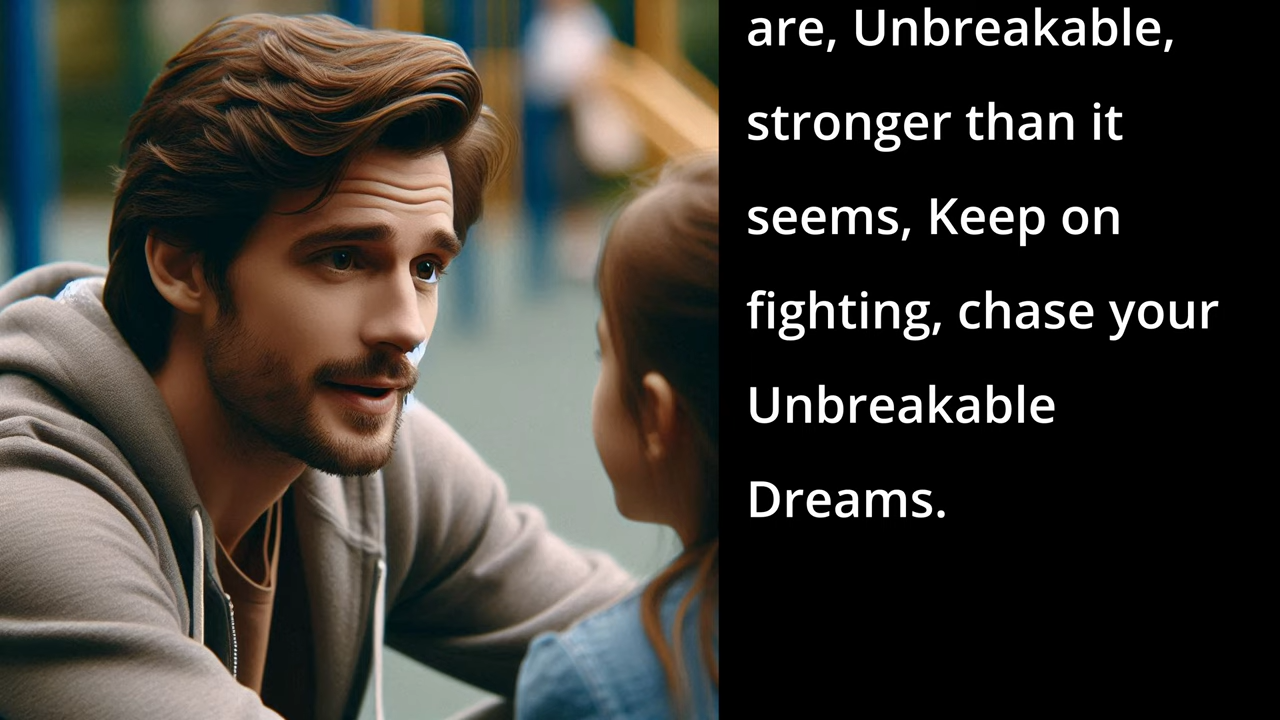 are, Unbreakable,
stronger than it
seems, Keep on
fighting, chase your
Unbreakable
Dreams.